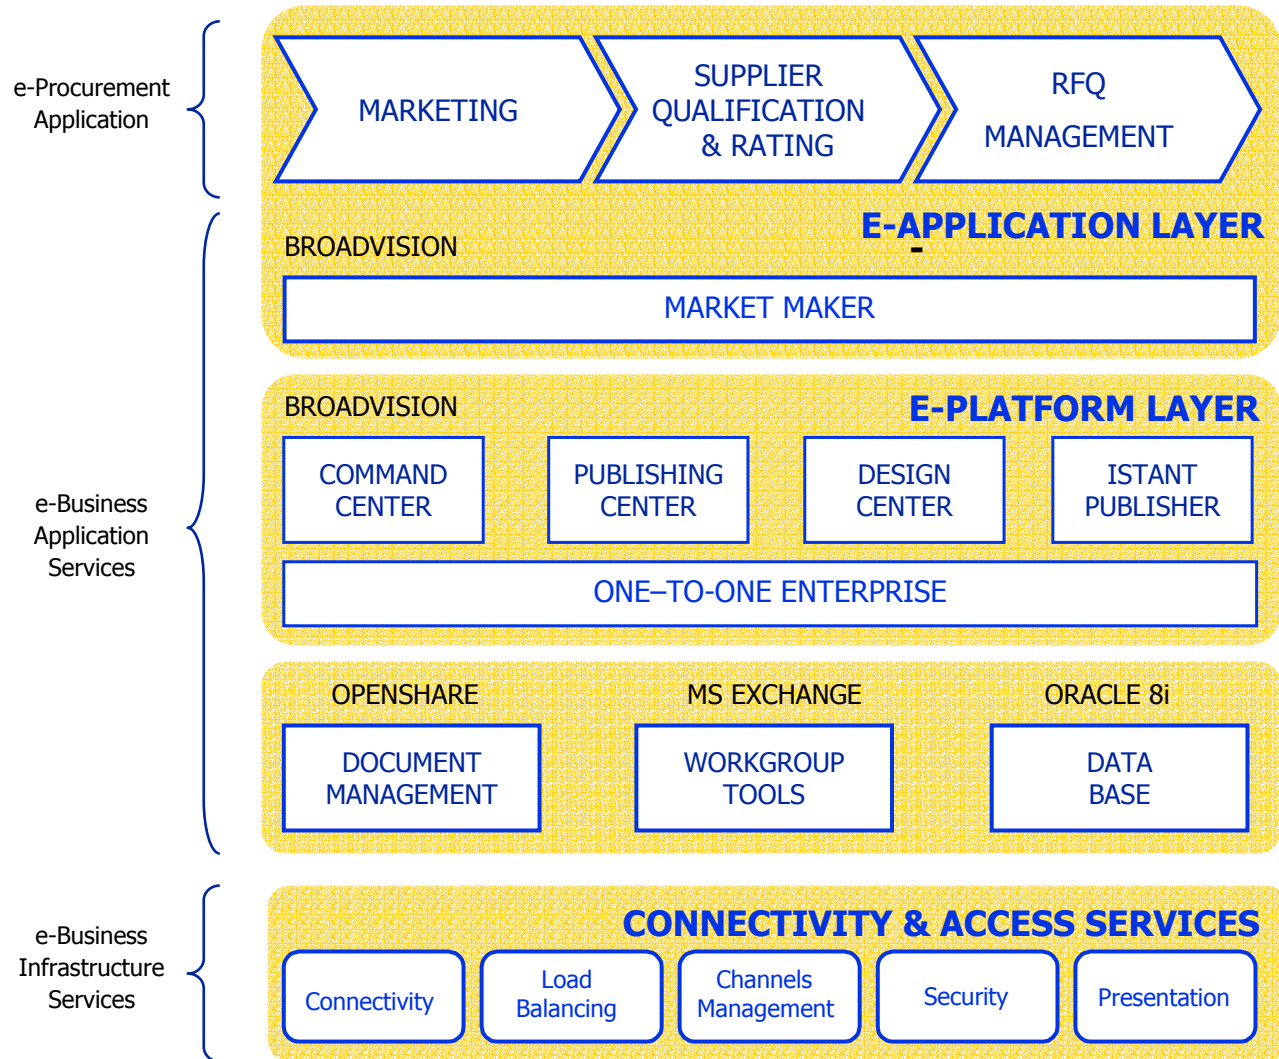 e-Procurement
Application
MARKETING
SUPPLIER
QUALIFICATION
& RATING
RFQ
MANAGEMENT
E-APPLICATION LAYER
-
BROADVISION
MARKET MAKER
e-Business
Application
Services
BROADVISION
E-PLATFORM LAYER
COMMAND
CENTER
PUBLISHING
CENTER
DESIGN
CENTER
ISTANT
PUBLISHER
ONE–TO-ONE ENTERPRISE
OPENSHARE
MS EXCHANGE
ORACLE 8i
DOCUMENT
MANAGEMENT
WORKGROUP
TOOLS
DATA
BASE
e-Business
Infrastructure
Services
CONNECTIVITY & ACCESS SERVICES
Connectivity
Load
Balancing
Channels
Management
Security
Presentation